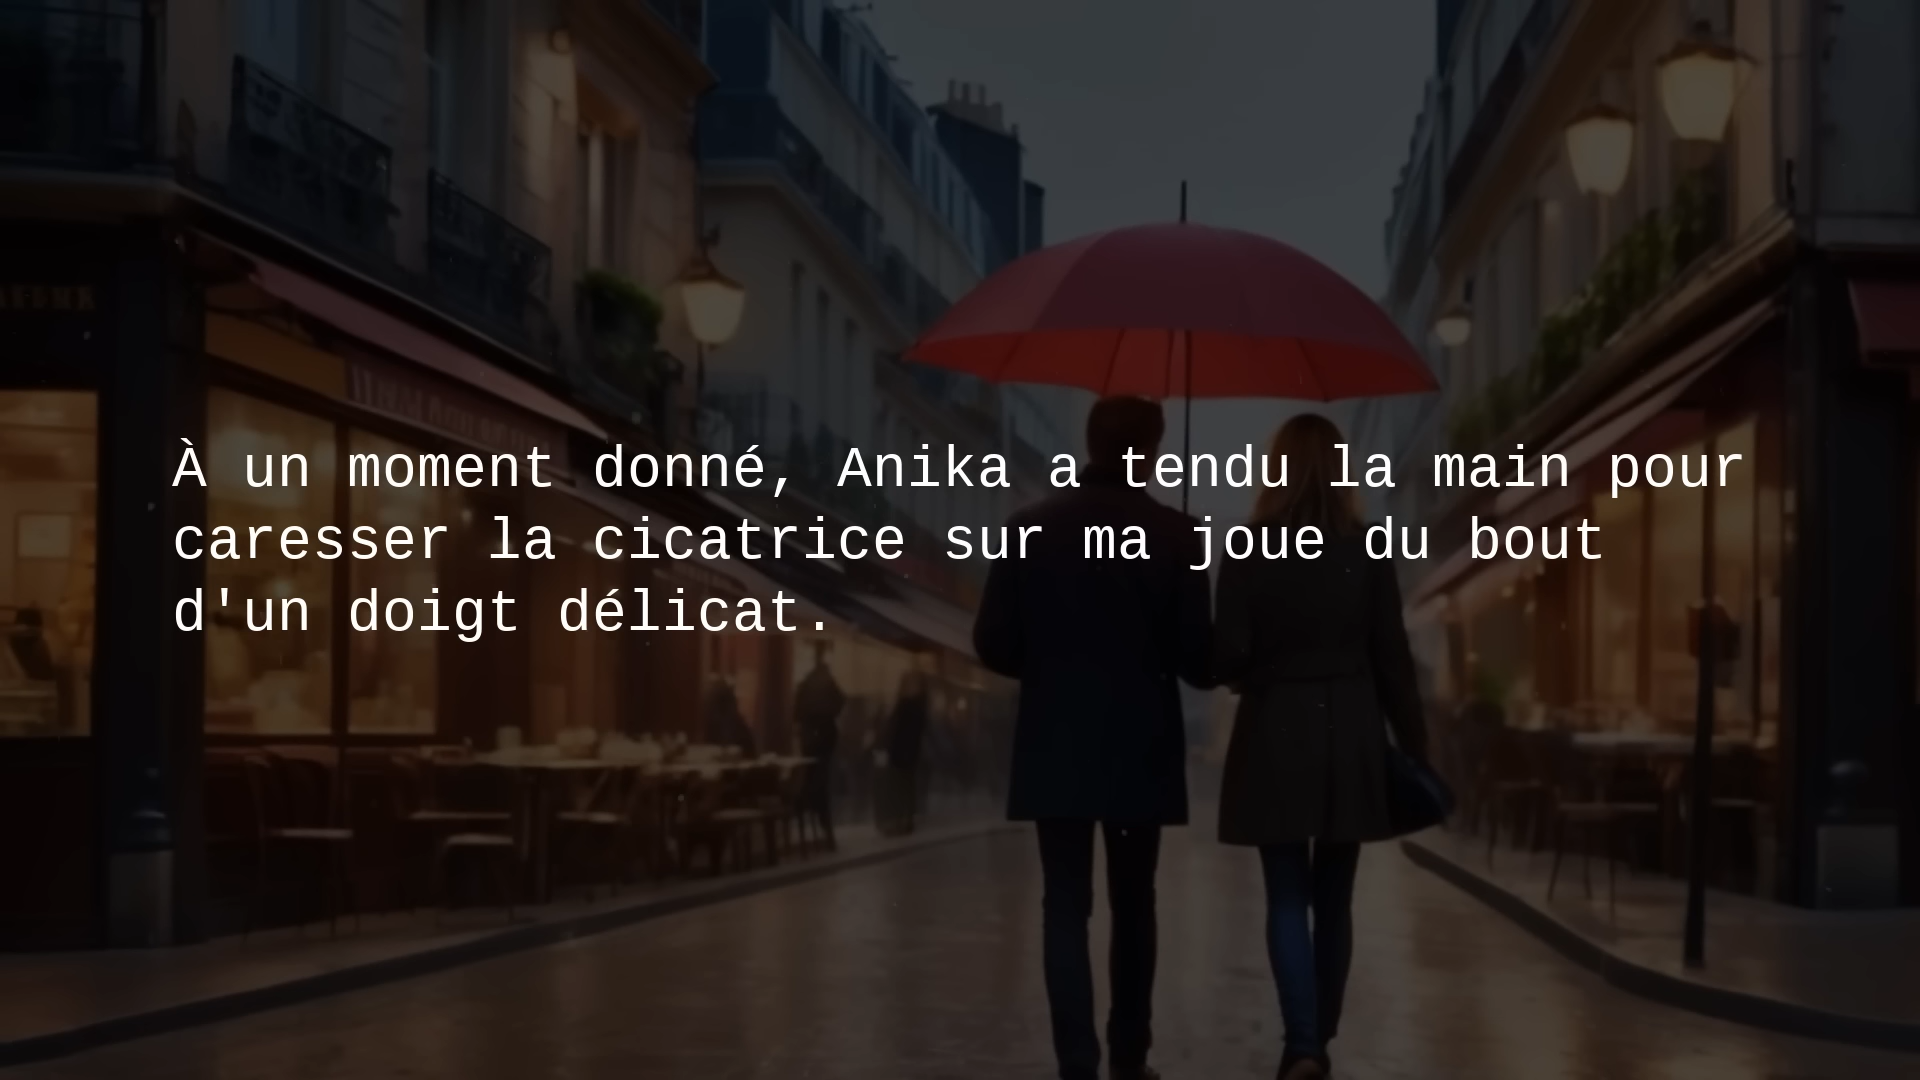 À un moment donné, Anika a tendu la main pour
caresser la cicatrice sur ma joue du bout
d'un doigt délicat.